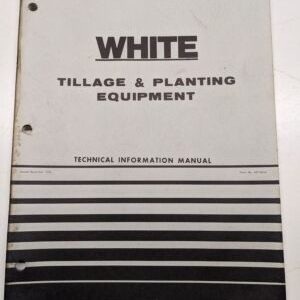 WHITE
TILLAGE & PLANTING
EQUIPMENT
TECHNICAL INFORMATION MANUAL